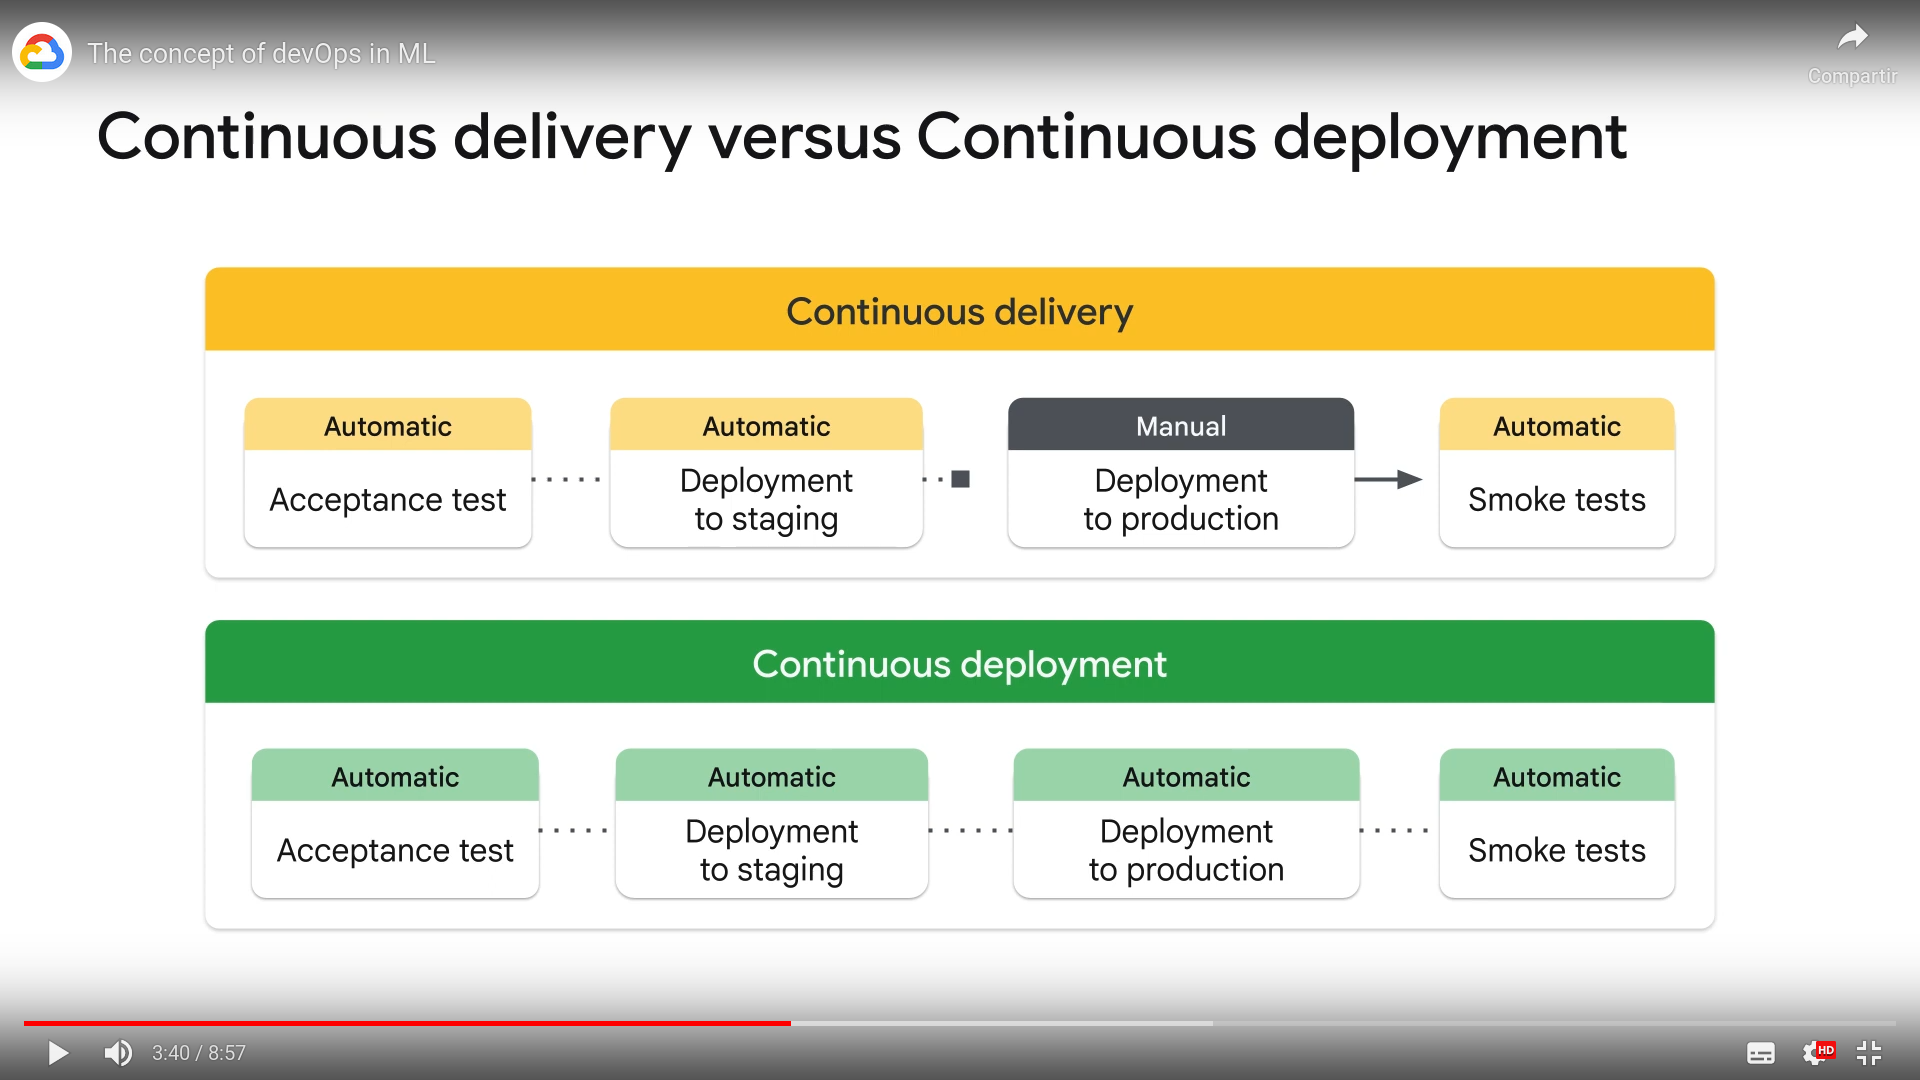 The concept of devOps in ML
Compartir
Continuous delivery versus Continuous deployment
Continuous delivery
Automatic
Acceptance test
Automatic
Deployment
to staging
Manual
Deployment
to production
Automatic
Smoke tests
Continuous deployment
Automatic
Acceptance test
Automatic
Deployment
to staging
Automatic
Deployment
to production
Automatic
Smoke tests
3:40 / 8:57
HD